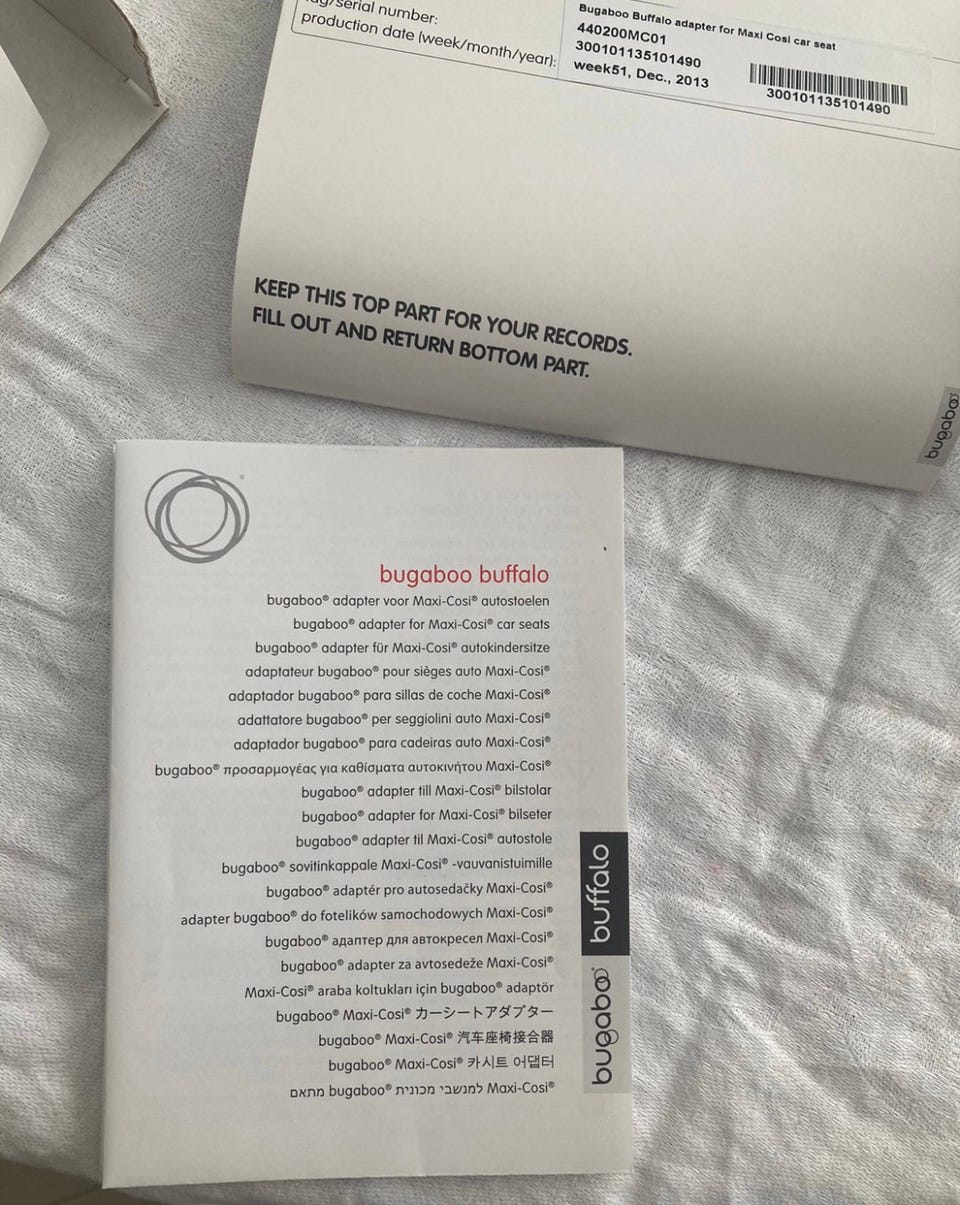 /serial number:
production date (week/month/year):
Bugaboo Buffalo adapter for Maxi Cosi car seat
440200MC01
300101135101490
week51, Dec., 2013
300101135101490
KEEP THIS TOP PART FOR YOUR RECORDS.
FILL OUT AND RETURN BOTTOM PART.
bugaboo
bugaboo buffalo
bugaboo® adapter voor Maxi-Cosi® autostoelen
bugaboo® adapter for Maxi-Cosi® car seats
bugaboo® adapter für Maxi-Cosi® autokindersitze
adaptateur bugaboo® pour sièges auto Maxi-Cosi®
adaptador bugaboo® para sillas de coche Maxi-Cosi®
adattatore bugaboo® per seggiolini auto Maxi-Cosi®
adaptador bugaboo® para cadeiras auto Maxi-Cosi®
bugaboo® προσαρμογέας για καθίσματα αυτοκινήτου Maxi-Cosi®
bugaboo® adapter till Maxi-Cosi® bilstolar
bugaboo® adapter for Maxi-Cosi® bilseter
bugaboo® adapter til Maxi-Cosi® autostole
bugaboo® sovitinkappale Maxi-Cosi® -vauvanistuimille
bugaboo® adaptér pro autosedačky Maxi-Cosi®
adapter bugaboo® do fotelików samochodowych Maxi-Cosi®
bugaboo® адаптер для автокресел Maxi-Cosi®
bugaboo® adapter za avtosedeže Maxi-Cosi®
Maxi-Cosi® araba koltukları için bugaboo® adaptör
bugaboo® Maxi-Cosi® カーシートアダプター
bugaboo® Maxi-Cosi® 汽车座椅接合器
bugaboo® Maxi-Cosi® 카시트 어댑터
מתאם bugaboo® למנשבי מכונית Maxi-Cosi®
bugaboo® buffalo